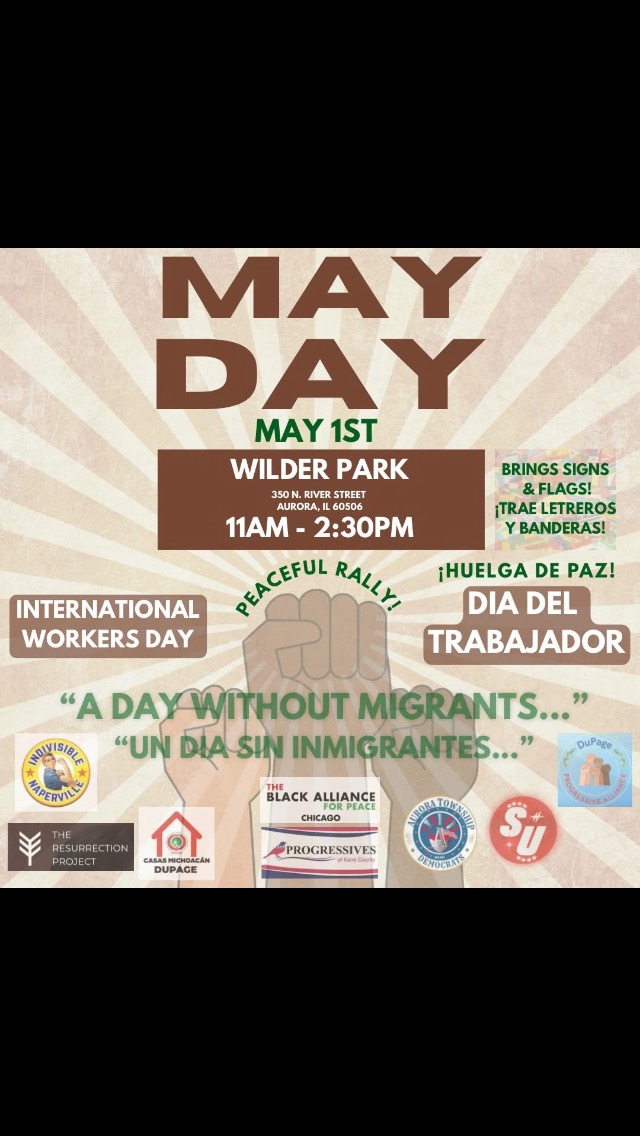 MAY
DAY
MAY 1ST
WILDER PARK
350 N. RIVER STREET
AURORA, IL 60506
11AM - 2:30PM
BRINGS SIGNS
& FLAGS!
¡TRAE LETREROS
Y BANDERAS!
PEACEFUL RALLY!
¡HUELGA DE PAZ!
INTERNATIONAL
WORKERS DAY
DIA DEL
TRABAJADOR
“A DAY WITHOUT MIGRANTS...”
“UN DIA SIN INMIGRANTES...”
INDIVISIBLE
NAPERVILLE
DuPage
PROGRESSIVE ALLIANCE
THE
RESURRECTION
PROJECT
CASAS MICHOACÁN
DUPAGE
THE
BLACK ALLIANCE
FOR PEACE
CHICAGO
PROGRESSIVES
of Kane County
AURORA TOWNSHIP
DEMOCRATS
SU